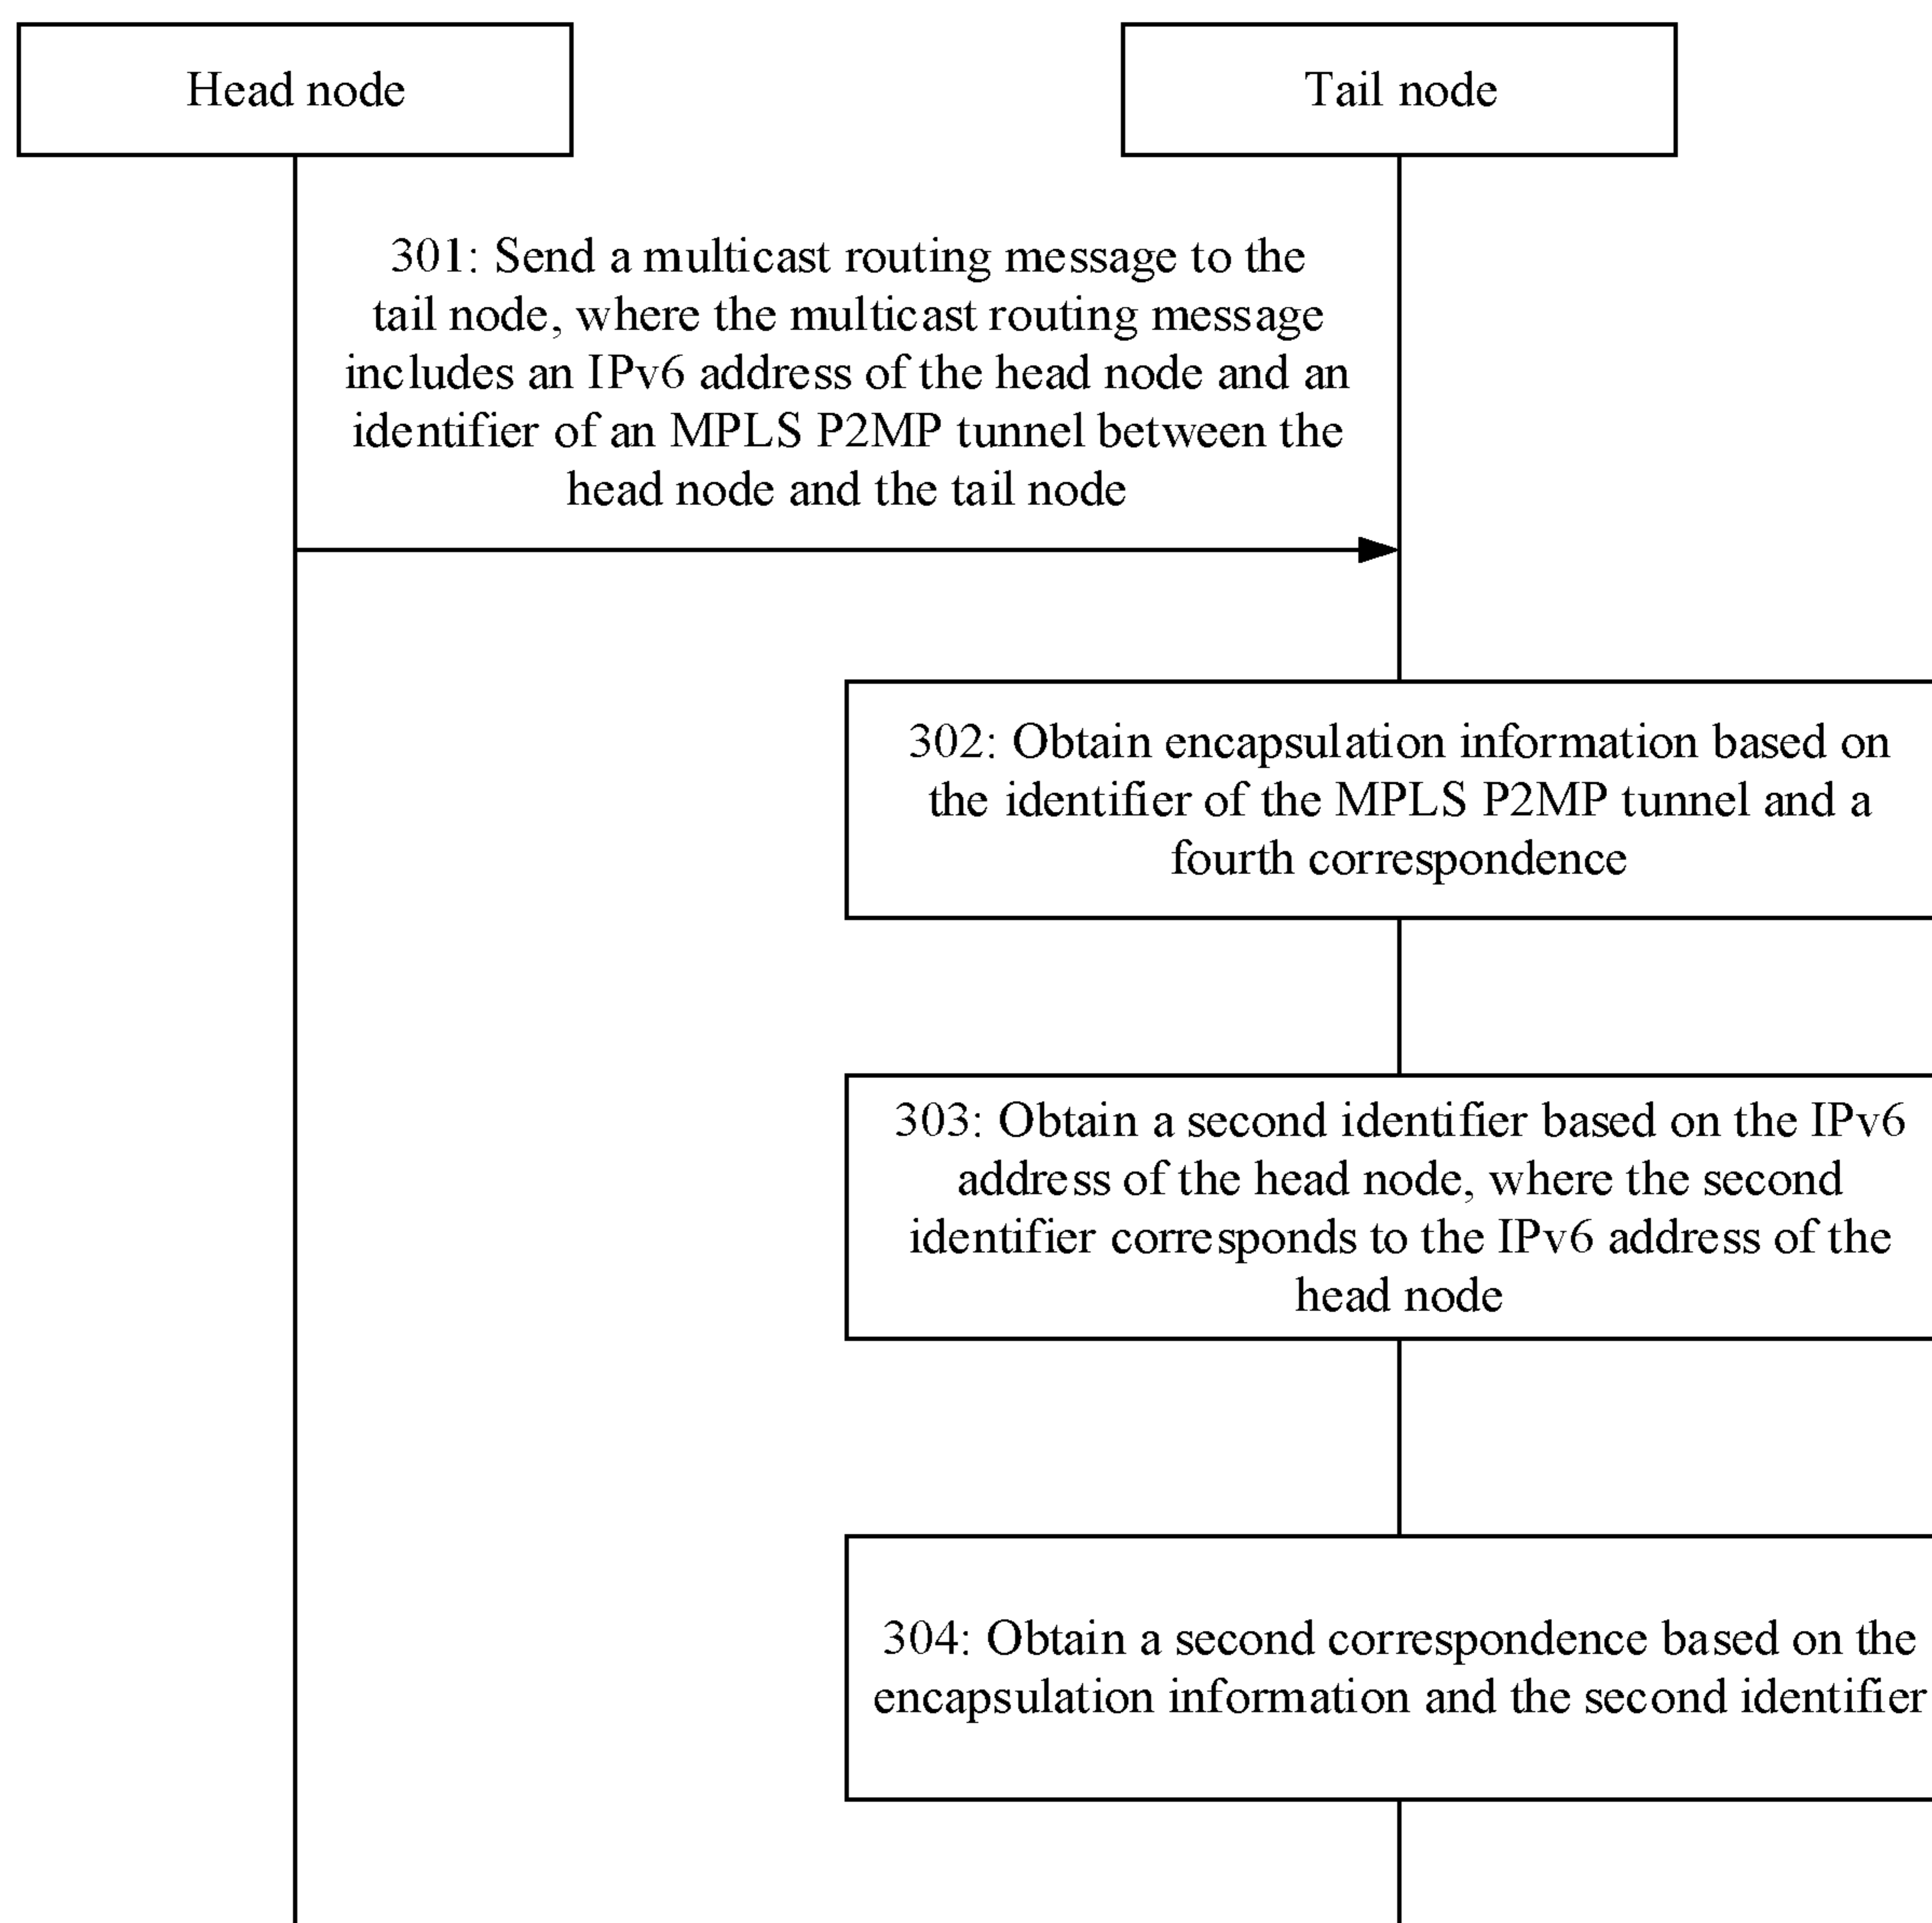 Head node
Tail node
301: Send a multicast routing message to the
tail node, where the multicast routing message
includes an IPv6 address of the head node and an
identifier of an MPLS P2MP tunnel between the
head node and the tail node
302: Obtain encapsulation information based on
the identifier of the MPLS P2MP tunnel and a
fourth correspondence
303: Obtain a second identifier based on the IPv6
address of the head node, where the second
identifier corresponds to the IPv6 address of the
head node
304: Obtain a second correspondence based on the
encapsulation information and the second identifier